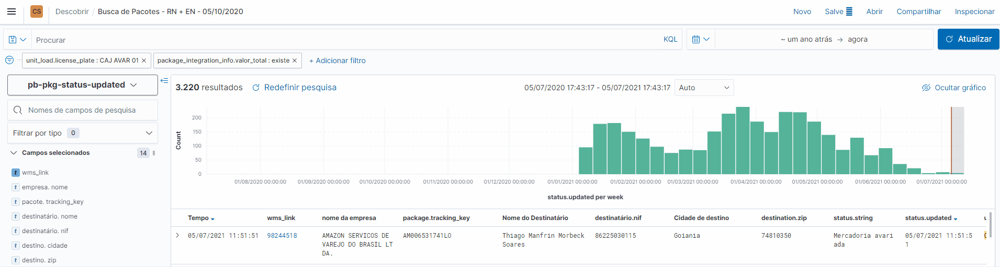 CS Descobrir / Busca de Pacotes - RN + EN - 05/10/2020 Novo Salve Abrir Compartilhar Inspecionar
Procurar KQL ~ um ano atrás → agora Atualizar
unit_load.license_plate : CAJ AVAR 01 × package_integration_info.valor_total : existe × + Adicionar filtro
pb-pkg-status-updated
Nomes de campos de pesquisa
Filtrar por tipo 0
Campos selecionados 14
t wms_link
t empresa. nome
t pacote. tracking_key
t destinatário. nome
t destinatário. nif
t destino. cidade
t destino. zip
3.220 resultados Redefinir pesquisa 05/07/2020 17:43:17 - 05/07/2021 17:43:17 Auto Ocultar gráfico
Count
200
150
100
50
0
01/08/2020 00:00:00 01/09/2020 00:00:00 01/10/2020 00:00:00 01/11/2020 00:00:00 01/12/2020 00:00:00 01/01/2021 00:00:00 01/02/2021 00:00:00 01/03/2021 00:00:00 01/04/2021 00:00:00 01/05/2021 00:00:00 01/06/2021 00:00:00 01/07/2021 00:00:00
status.updated per week
Tempo wms_link nome da empresa package.tracking_key Nome do Destinatário destinatário.nif Cidade de destino destination.zip status.string status.updated
05/07/2021 11:51:51 98244518 AMAZON SERVICOS DE AM006531741LO Thiago Manfrin Morbeck 86225030115 Goiania 74810350 Mercadoria avari 05/07/2021 11:51:5
VAREJO DO BRASIL LT Soares ada 1
DA.